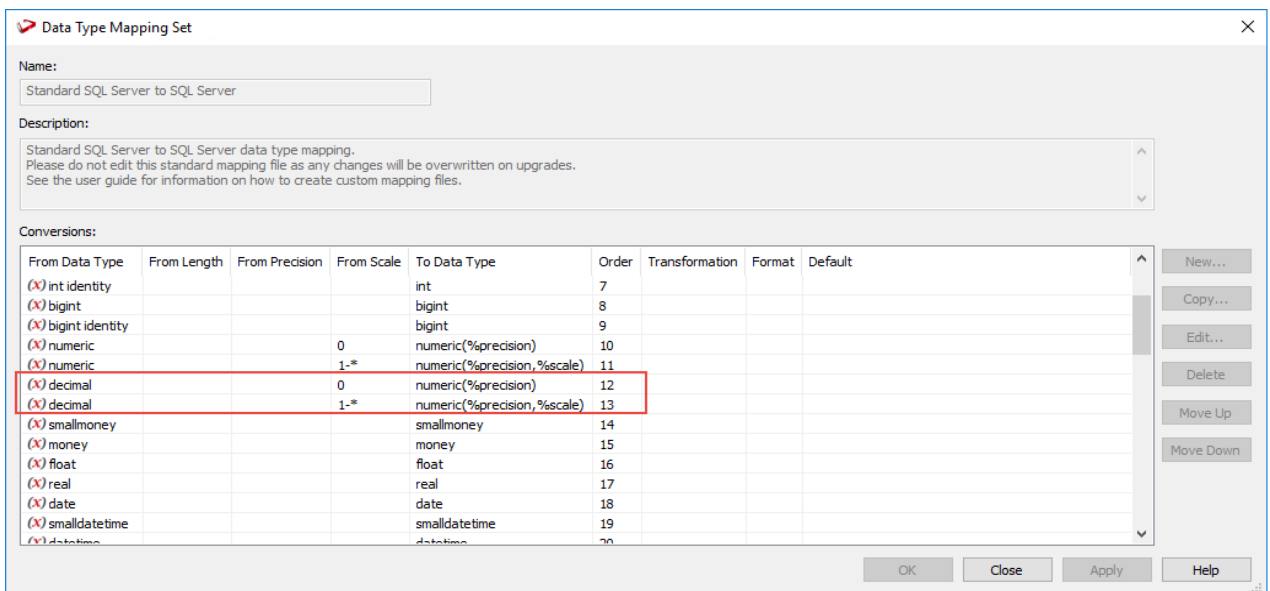 Data Type Mapping Set
Name:
Standard SQL Server to SQL Server
Description:
Standard SQL Server to SQL Server data type mapping.
Please do not edit this standard mapping file as any changes will be overwritten on upgrades.
See the user guide for information on how to create custom mapping files.
Conversions:
From Data Type From Length From Precision From Scale To Data Type Order Transformation Format Default
(x) int identity int 7
(x) bigint bigint 8
(x) bigint identity bigint 9
(x) numeric 0 numeric(%precision) 10
(x) numeric 1-* numeric(%precision,%scale) 11
(x) decimal 0 numeric(%precision) 12
(x) decimal 1-* numeric(%precision,%scale) 13
(x) smallmoney smallmoney 14
(x) money money 15
(x) float float 16
(x) real real 17
(x) date date 18
(x) smalldatetime smalldatetime 19
(x) datetime datetime 20
New...
Copy...
Edit...
Delete
Move Up
Move Down
OK Close Apply Help